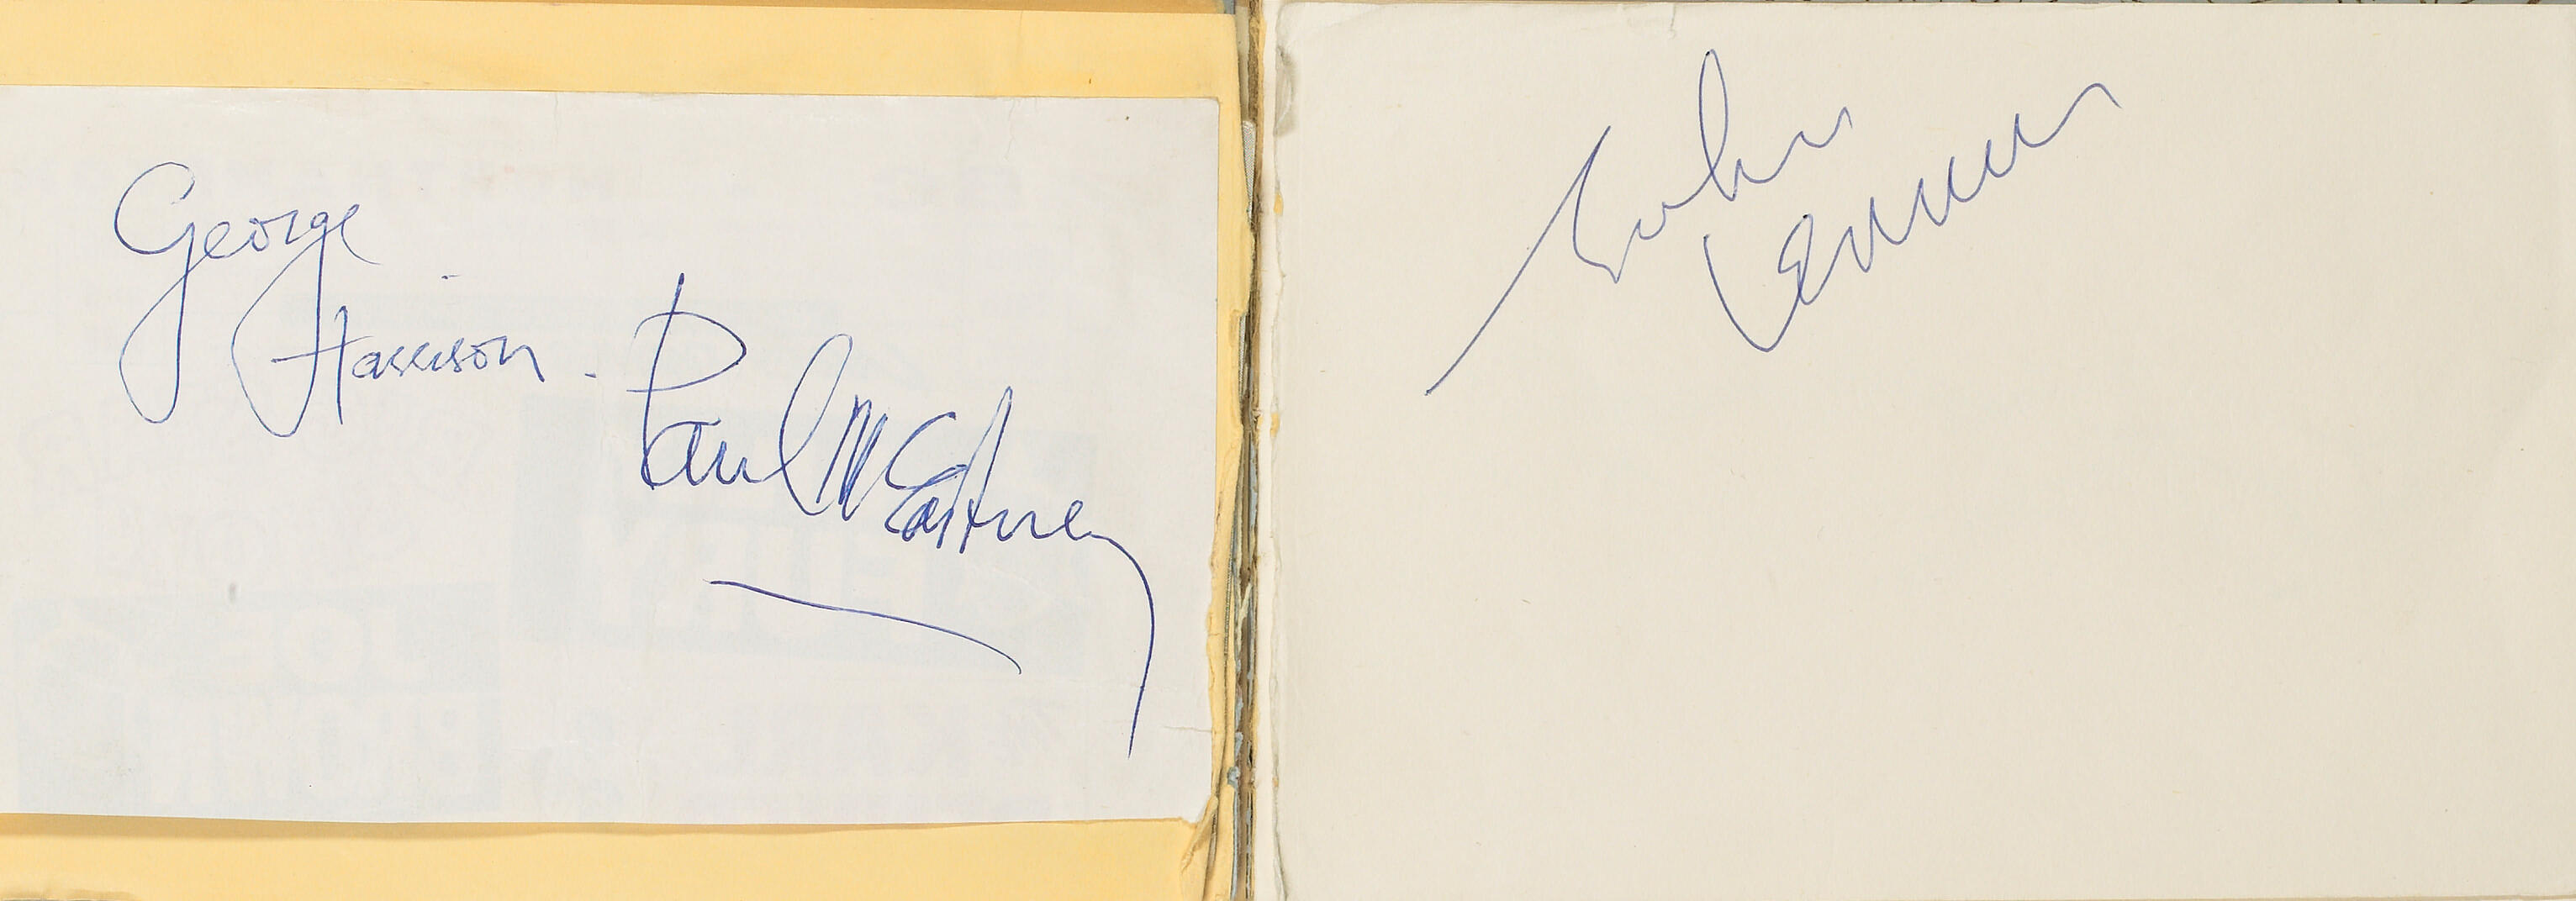 George
Harrison
Paul McCartney
John
Lennon